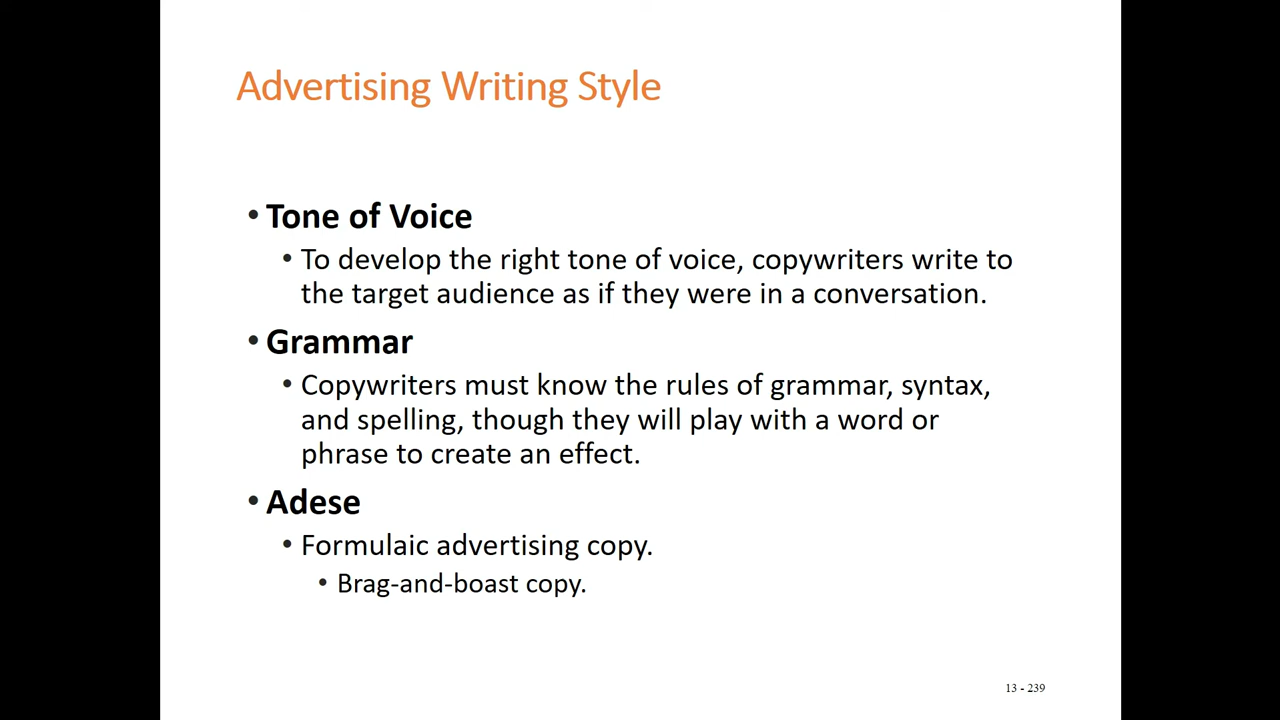 Advertising Writing Style
• Tone of Voice
• To develop the right tone of voice, copywriters write to
the target audience as if they were in a conversation.
• Grammar
• Copywriters must know the rules of grammar, syntax,
and spelling, though they will play with a word or
phrase to create an effect.
• Adese
• Formulaic advertising copy.
• Brag-and-boast copy.
13 - 239